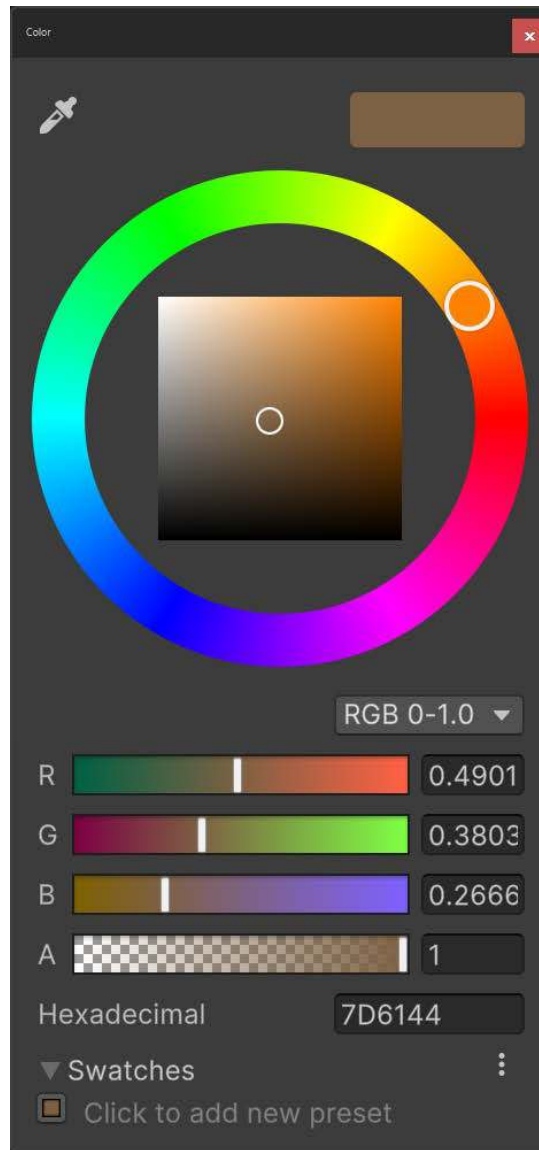 Color
RGB 0-1.0
R 0.4901
G 0.3803
B 0.2666
A 1
Hexadecimal 7D6144
Swatches
Click to add new preset